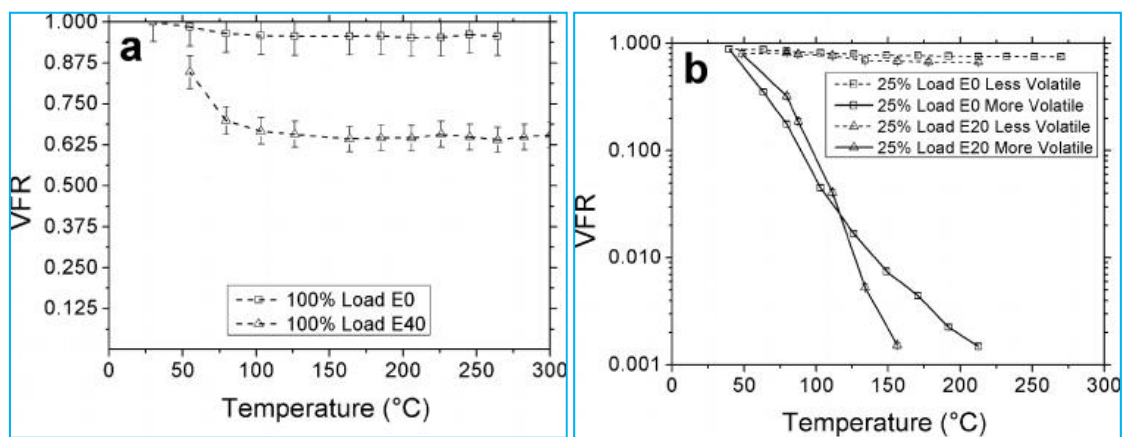 a
1.000
0.875
0.750
0.625
0.500
0.375
0.250
0.125
VFR
100% Load E0
100% Load E40
0 50 100 150 200 250 300
Temperature (°C)
b
1.000
0.100
0.010
0.001
VFR
25% Load E0 Less Volatile
25% Load E0 More Volatile
25% Load E20 Less Volatile
25% Load E20 More Volatile
0 50 100 150 200 250 300
Temperature (°C)